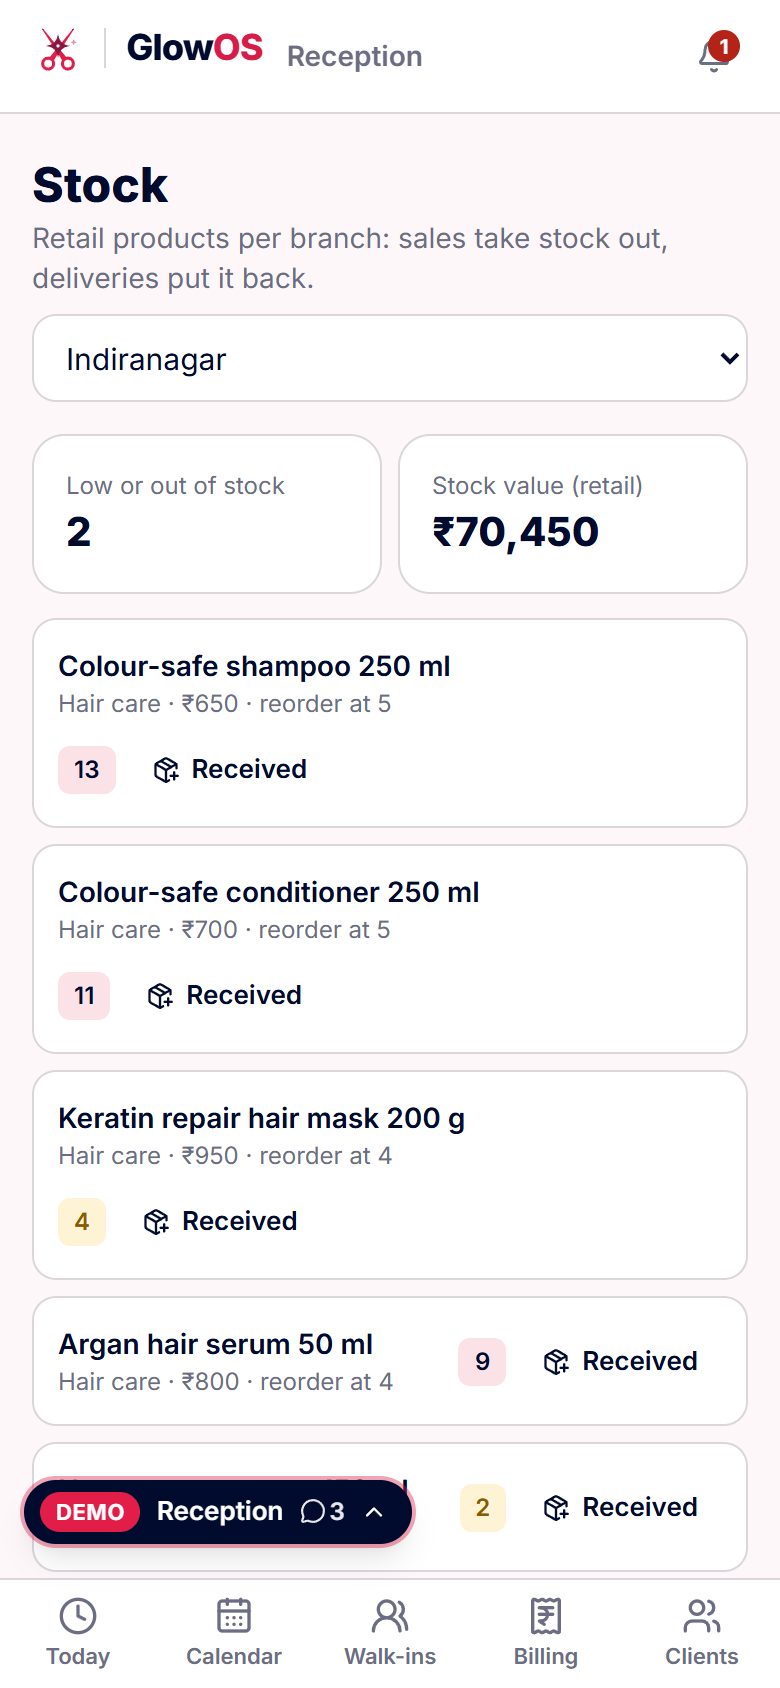 GlowOS Reception 1
Stock
Retail products per branch: sales take stock out,
deliveries put it back.
Indiranagar
Low or out of stock
2
Stock value (retail)
₹70,450
Colour-safe shampoo 250 ml
Hair care · ₹650 · reorder at 5
13 Received
Colour-safe conditioner 250 ml
Hair care · ₹700 · reorder at 5
11 Received
Keratin repair hair mask 200 g
Hair care · ₹950 · reorder at 4
4 Received
Argan hair serum 50 ml
Hair care · ₹800 · reorder at 4
9 Received
2 Received
DEMO Reception 3
Today Calendar Walk-ins Billing Clients